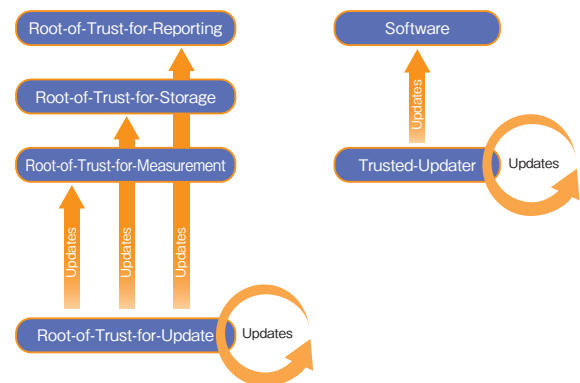 Root-of-Trust-for-Reporting
Root-of-Trust-for-Storage
Root-of-Trust-for-Measurement
Updates
Updates
Updates
Root-of-Trust-for-Update
Updates
Software
Updates
Trusted-Updater
Updates